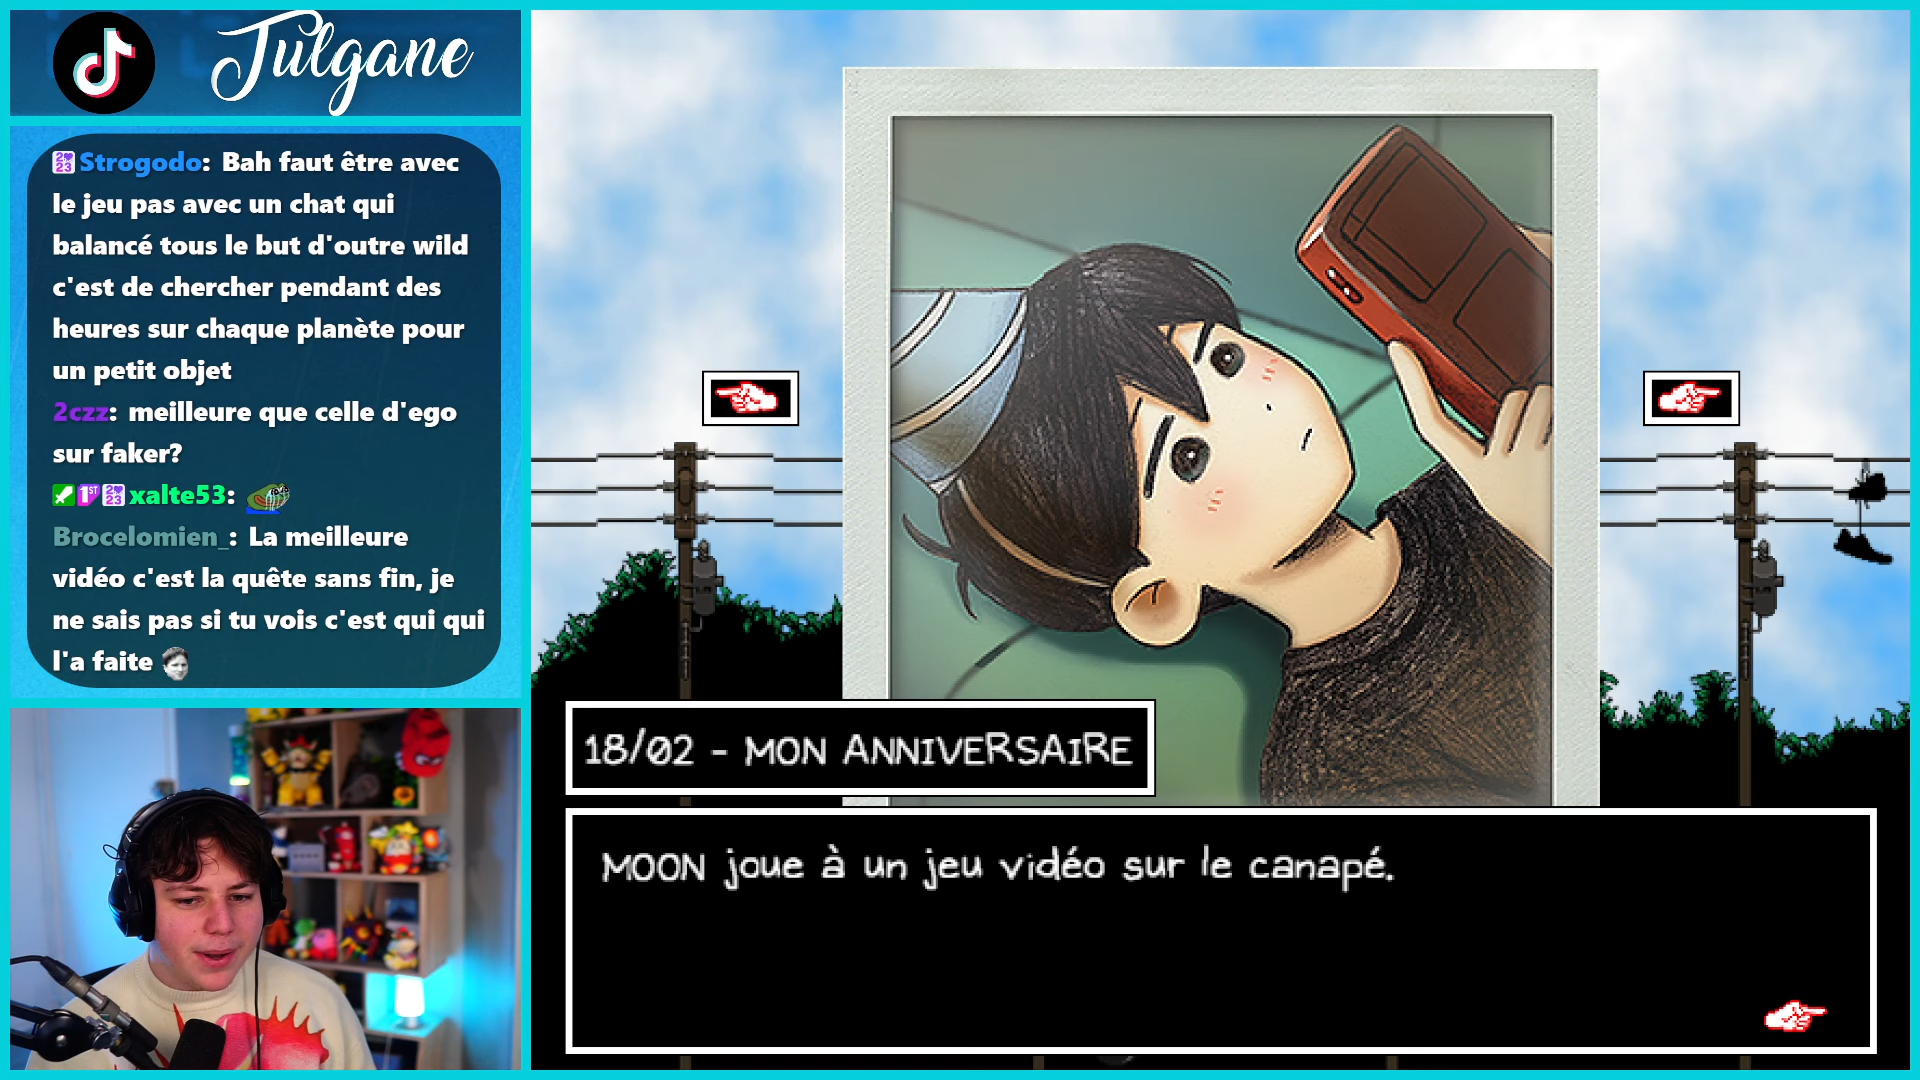 Julgane
Strogodo: Bah faut être avec
le jeu pas avec un chat qui
balancé tous le but d'outre wild
c'est de chercher pendant des
heures sur chaque planète pour
un petit objet
2czz: meilleure que celle d'ego
sur faker?
1ST xalte53:
Brocelomien_: La meilleure
vidéo c'est la quête sans fin, je
ne sais pas si tu vois c'est qui qui
l'a faite
18/02 - MON ANNIVERSAIRE
MOON joue à un jeu vidéo sur le canapé.